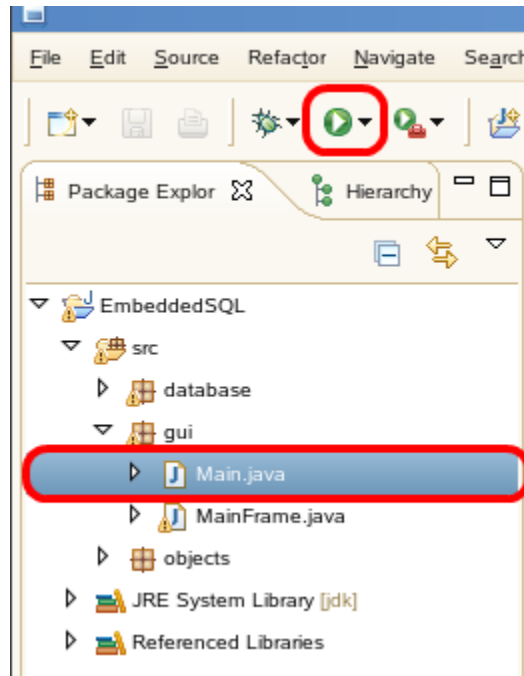 File Edit Source Refactor Navigate Search
Package Explor Hierarchy
EmbeddedSQL
src
database
gui
Main.java
MainFrame.java
objects
JRE System Library [jdk]
Referenced Libraries